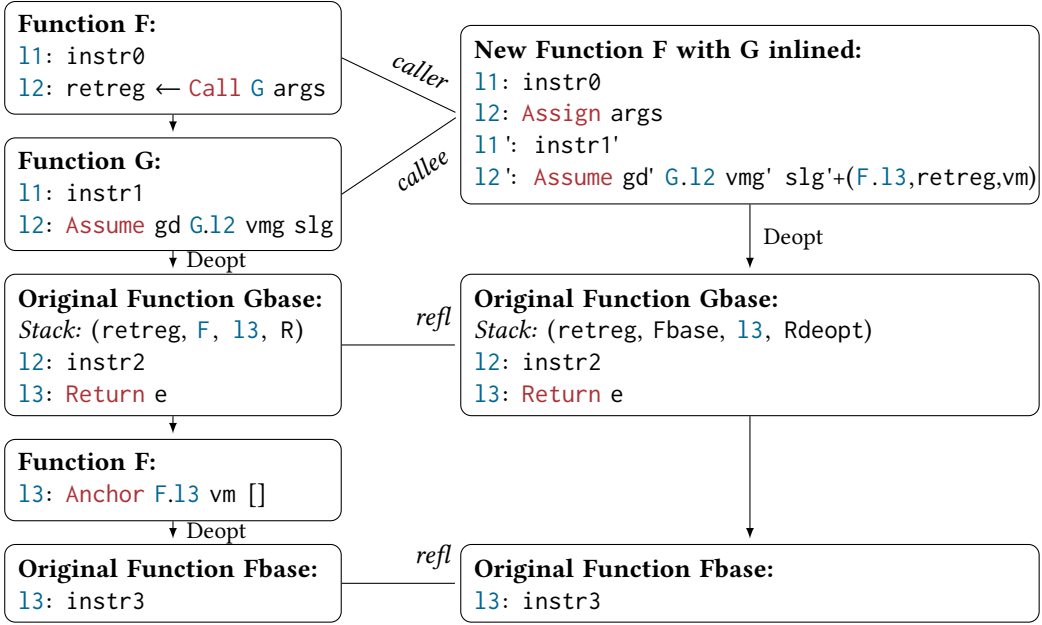 Function F:
l1: instr0
l2: retreg ← Call G args
caller
Function G:
l1: instr1
l2: Assume gd G.l2 vmg slg
callee
New Function F with G inlined:
l1: instr0
l2: Assign args
l1': instr1'
l2': Assume gd' G.l2 vmg' slg'+(F.l3,retreg,vm)
Deopt
Deopt
Original Function Gbase:
Stack: (retreg, F, l3, R)
l2: instr2
l3: Return e
refl
Original Function Gbase:
Stack: (retreg, Fbase, l3, Rdeopt)
l2: instr2
l3: Return e
Function F:
l3: Anchor F.l3 vm []
Deopt
Original Function Fbase:
l3: instr3
refl
Original Function Fbase:
l3: instr3